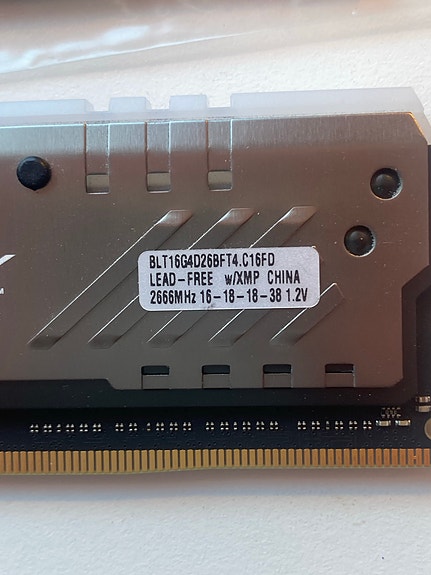 BLT16G4D26BFT4.C16FD
LEAD-FREE w/XMP CHINA
2666MHz 16-18-18-38 1.2V